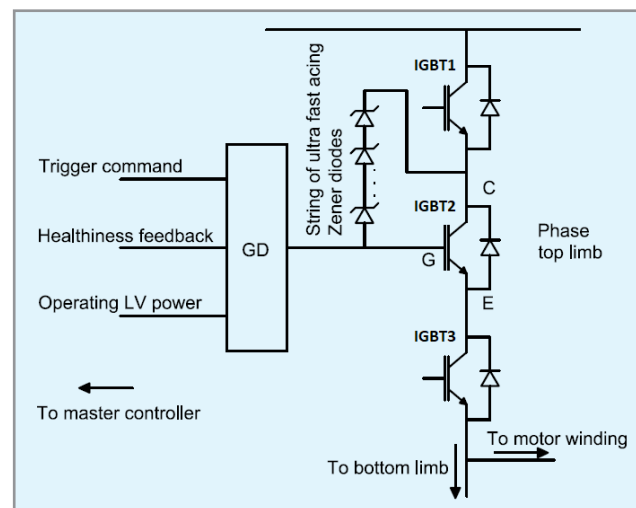 IGBT1
String of ultra fast acing
Zener diodes
Trigger command
C
IGBT2
Healthiness feedback
GD
G
Phase
top limb
Operating LV power
E
IGBT3
To master controller
To motor winding
To bottom limb